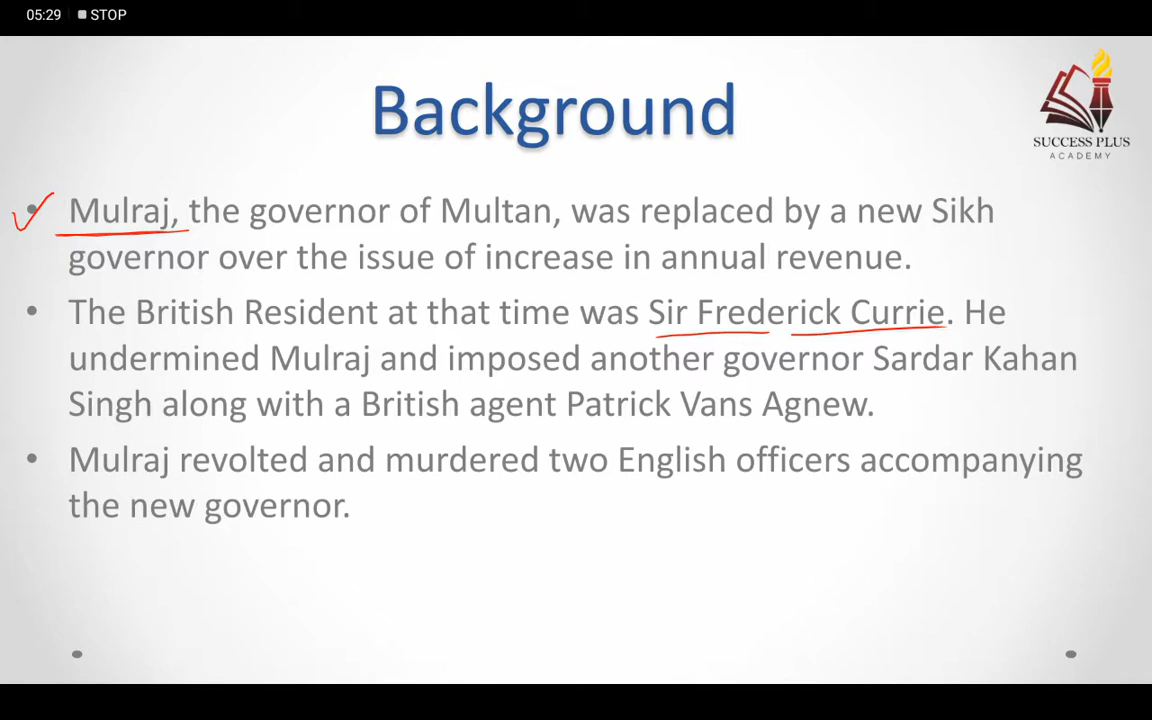 05:29 STOP
Background
SUCCESS PLUS
ACADEMY
• Mulraj, the governor of Multan, was replaced by a new Sikh
governor over the issue of increase in annual revenue.
• The British Resident at that time was Sir Frederick Currie. He
undermined Mulraj and imposed another governor Sardar Kahan
Singh along with a British agent Patrick Vans Agnew.
• Mulraj revolted and murdered two English officers accompanying
the new governor.